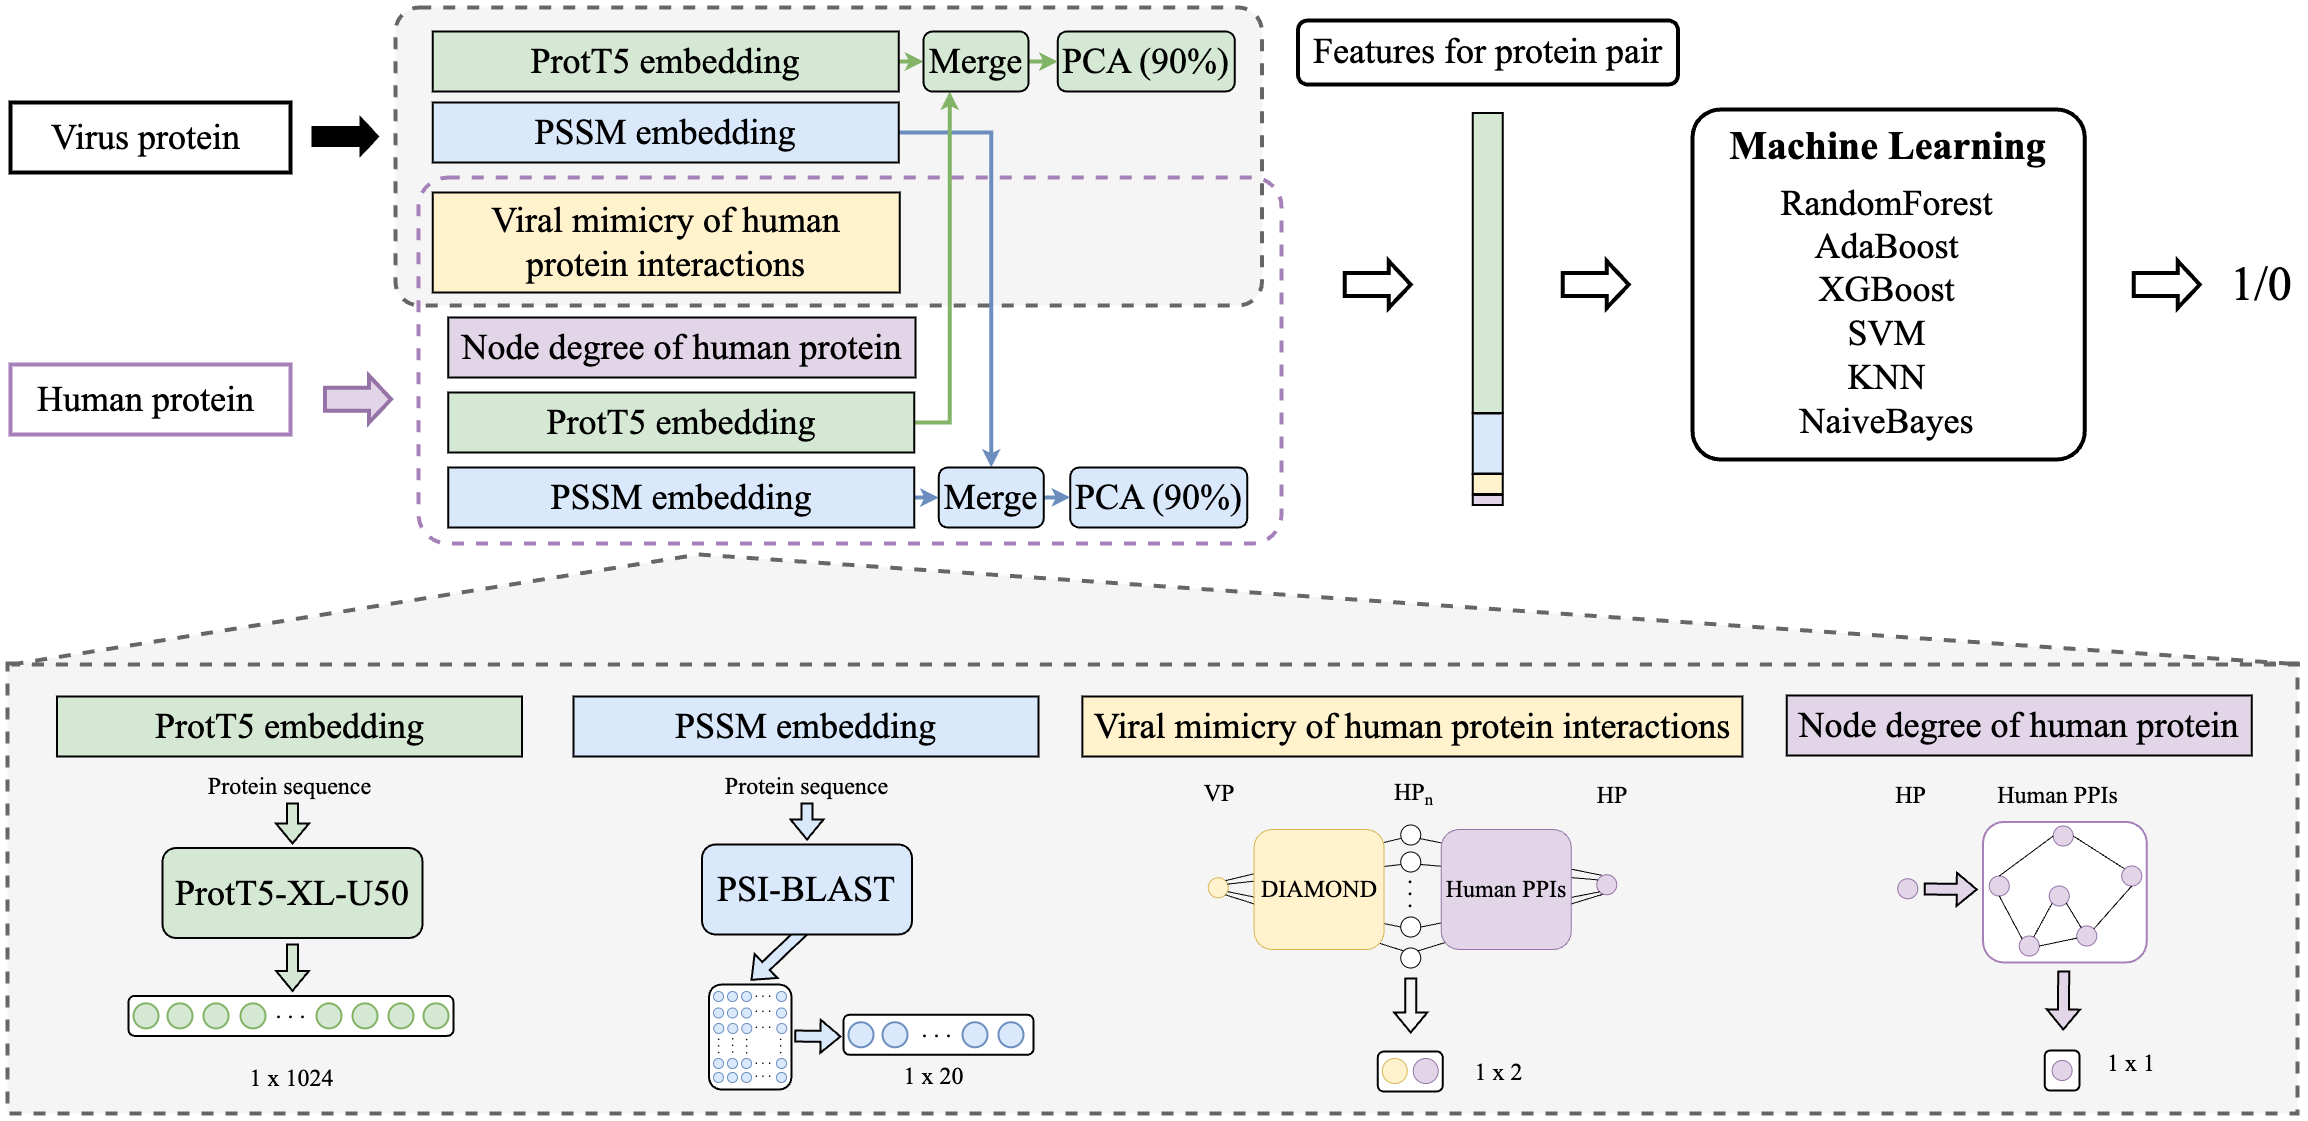 ProtT5 embedding
Merge
PCA (90%)
Features for protein pair
Virus protein
PSSM embedding
Viral mimicry of human
protein interactions
Node degree of human protein
Human protein
ProtT5 embedding
PSSM embedding
Merge
PCA (90%)
Machine Learning
RandomForest
AdaBoost
XGBoost
SVM
KNN
NaiveBayes
1/0
ProtT5 embedding
Protein sequence
ProtT5-XL-U50
1 x 1024
PSSM embedding
Protein sequence
PSI-BLAST
1 x 20
Viral mimicry of human protein interactions
VP
HPn
HP
DIAMOND
Human PPIs
1 x 2
Node degree of human protein
HP
Human PPIs
1 x 1